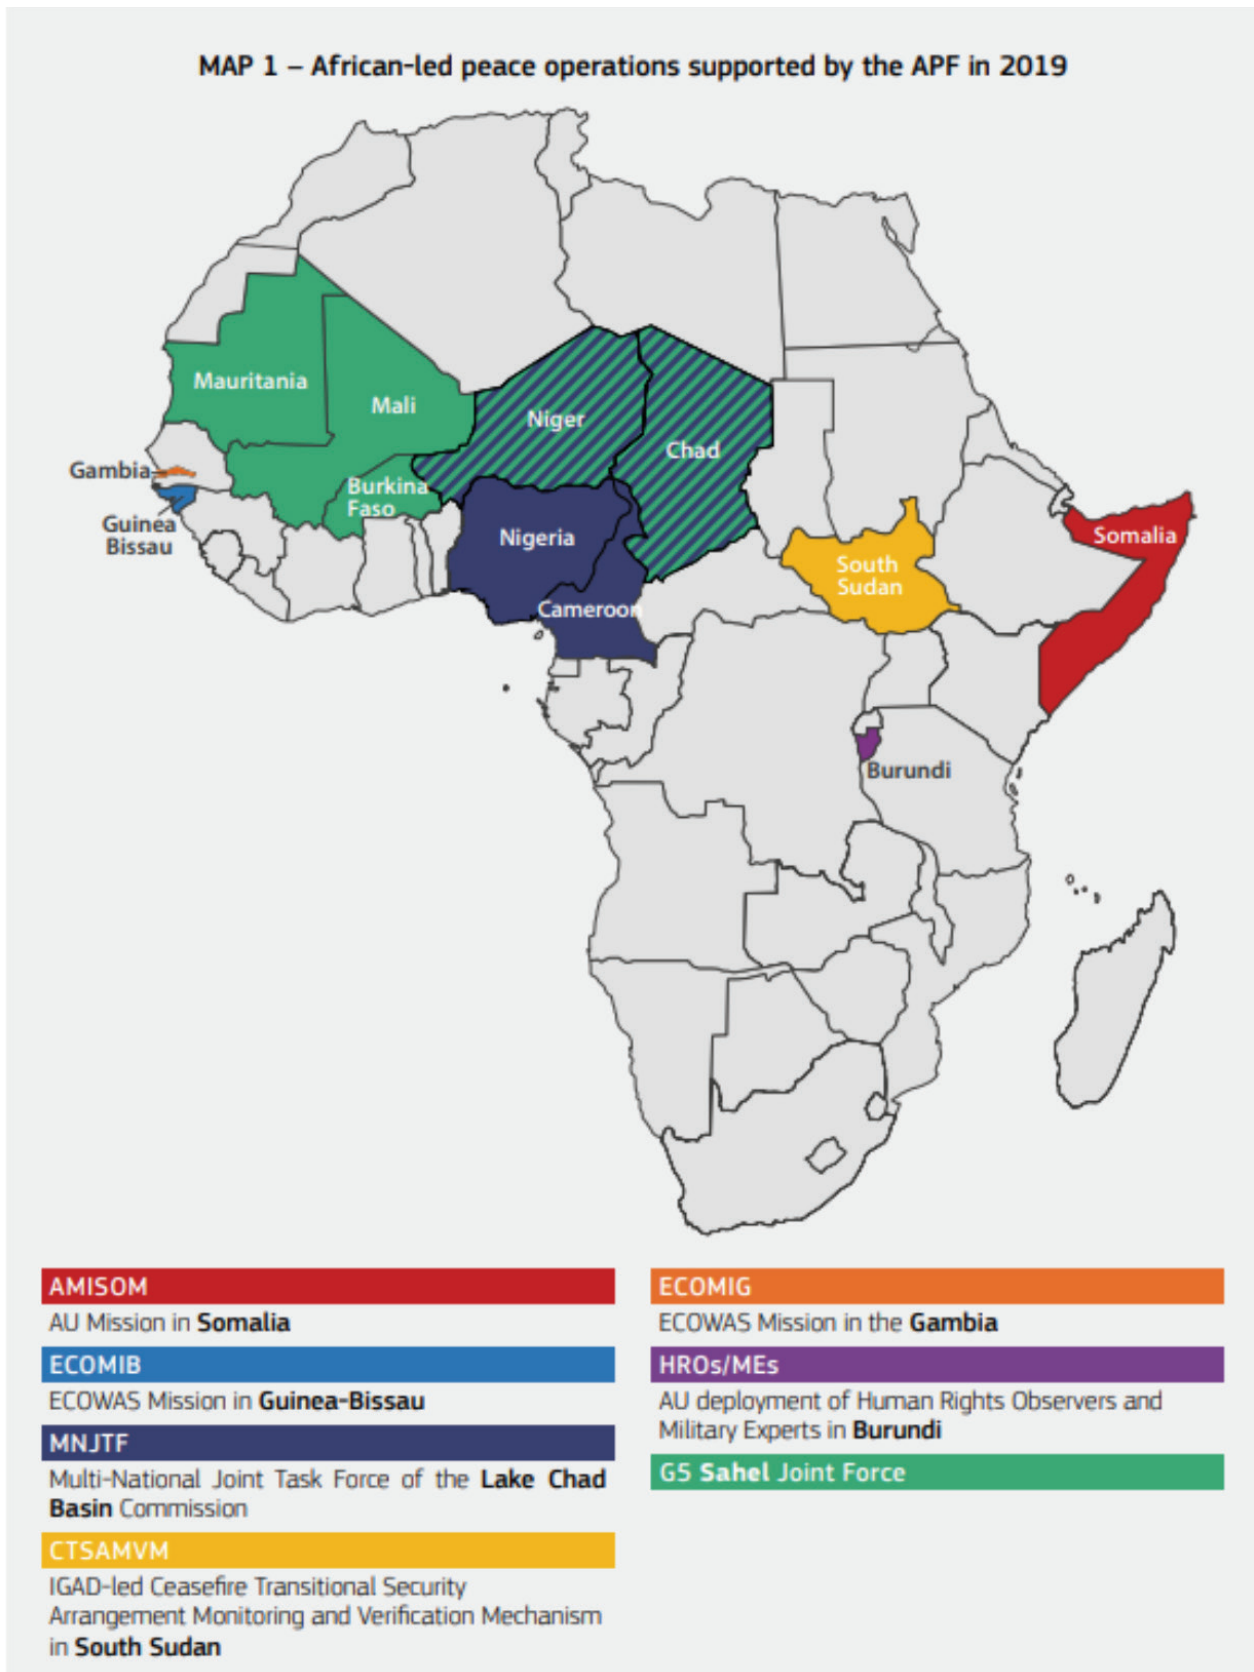 MAP 1 – African-led peace operations supported by the APF in 2019
Mauritania
Mali
Niger
Chad
Gambia
Burkina
Faso
Guinea
Bissau
Nigeria
Cameroon
South
Sudan
Somalia
Burundi
AMISOM
AU Mission in Somalia
ECOMIB
ECOWAS Mission in Guinea-Bissau
MNJTF
Multi-National Joint Task Force of the Lake Chad
Basin Commission
CTSAMVM
IGAD-led Ceasefire Transitional Security
Arrangement Monitoring and Verification Mechanism
in South Sudan
ECOMIG
ECOWAS Mission in the Gambia
HROs/MEs
AU deployment of Human Rights Observers and
Military Experts in Burundi
G5 Sahel Joint Force